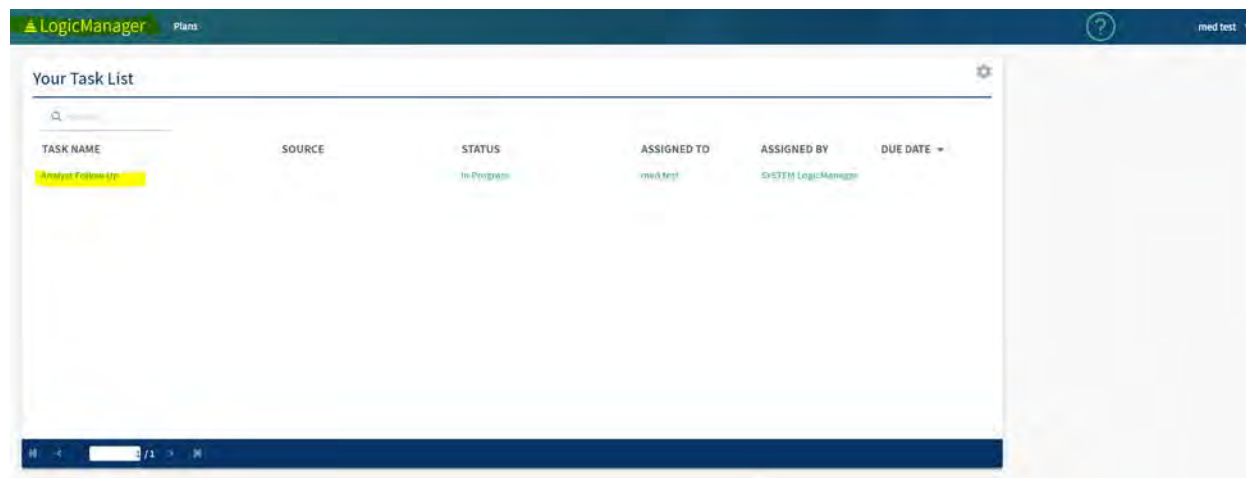 LogicManager Plans ? med test
Your Task List
TASK NAME SOURCE STATUS ASSIGNED TO ASSIGNED BY DUE DATE
Analyst Follow Up In Progress med test SYSTEM LogicManager
/1